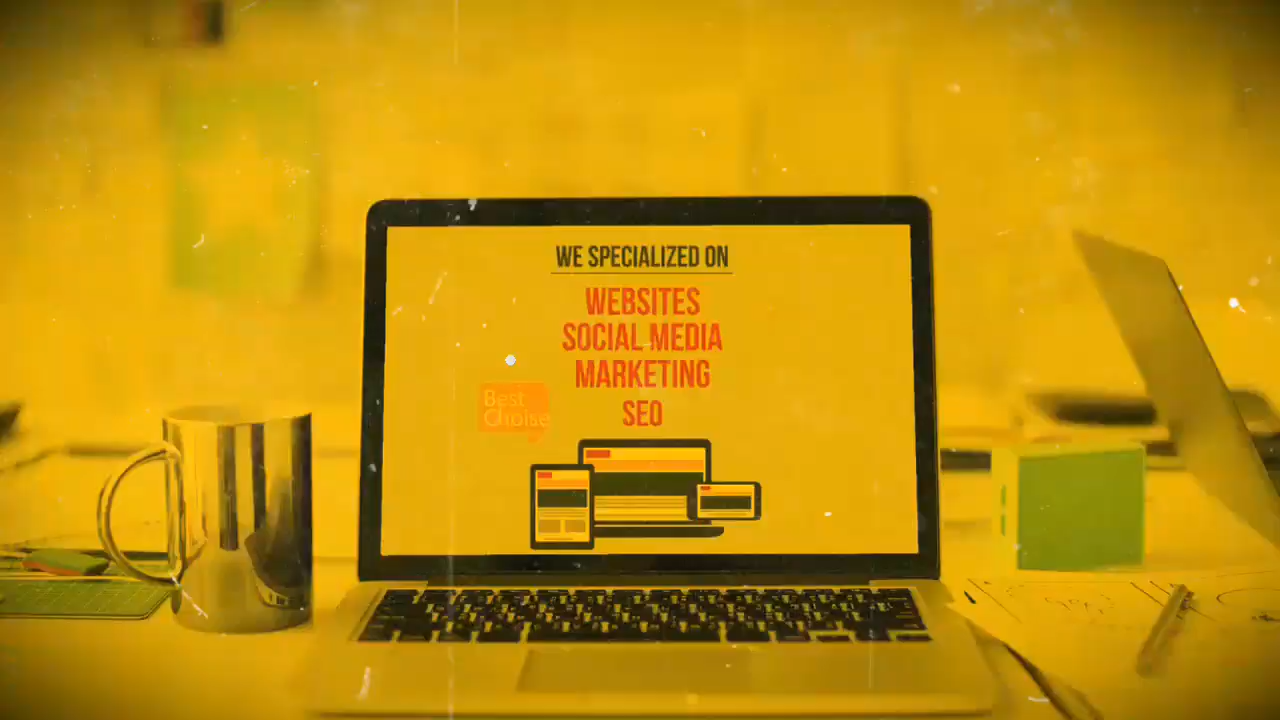 WE SPECIALIZED ON
WEBSITES
SOCIAL MEDIA
MARKETING
SEO
Best
Choise